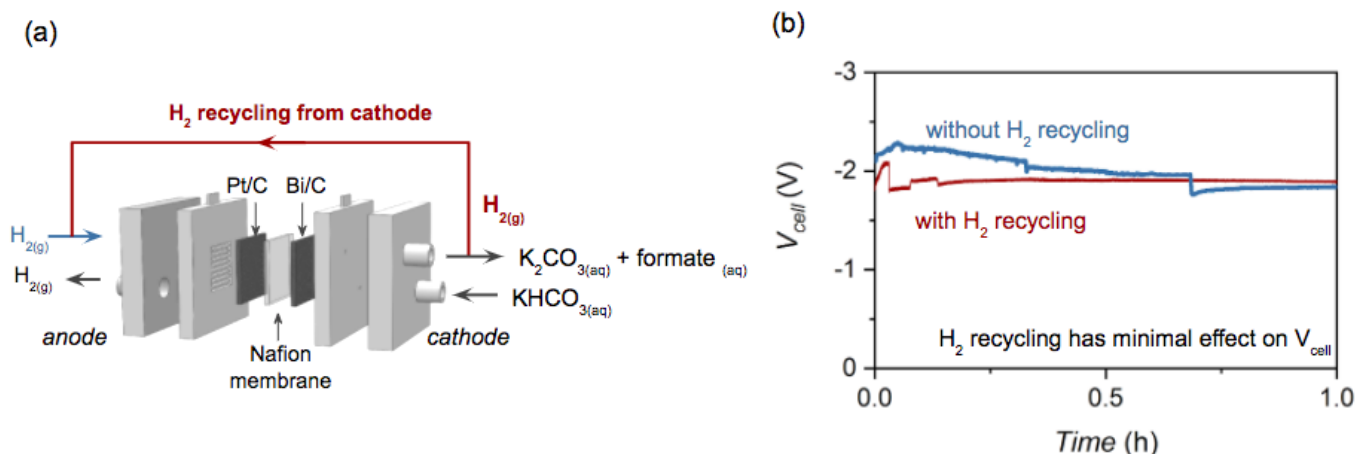 (a)
H₂ recycling from cathode
Pt/C
Bi/C
H₂(g)
H₂(g)
H₂(g)
K₂CO₃(aq) + formate (aq)
KHCO₃(aq)
anode
cathode
Nafion
membrane
(b)
-3
without H₂ recycling
-2
with H₂ recycling
-1
H₂ recycling has minimal effect on Vcell
0
Vcell (V)
0.0
0.5
1.0
Time (h)